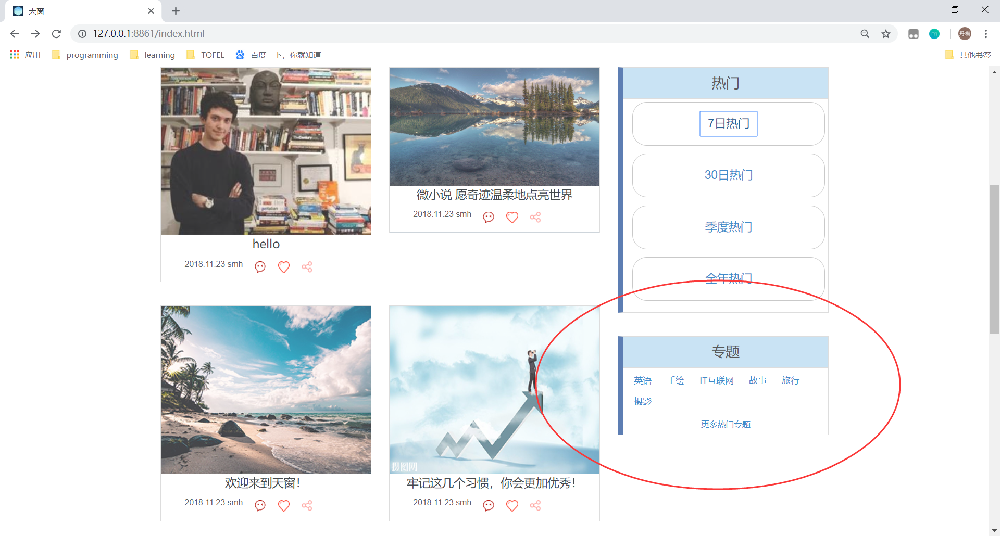 天窗
127.0.0.1:8861/index.html
丹梅
应用 programming learning TOFEL 百度一下，你就知道 其他书签
hello
2018.11.23 smh
微小说 愿奇迹温柔地点亮世界
2018.11.23 smh
热门
7日热门
30日热门
季度热门
全年热门
欢迎来到天窗！
2018.11.23 smh
摄图网
牢记这几个习惯，你会更加优秀！
2018.11.23 smh
专题
英语 手绘 IT互联网 故事 旅行
摄影
更多热门专题